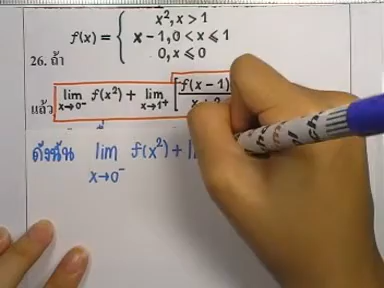 f(x) = { x², x > 1
x − 1, 0 < x ⩽ 1
0, x ⩽ 0
26. ถ้า
แล้ว lim x→0⁻ f(x²) + lim x→1⁺ [ f(x − 1)
ดังนั้น lim x→0⁻ f(x²) +